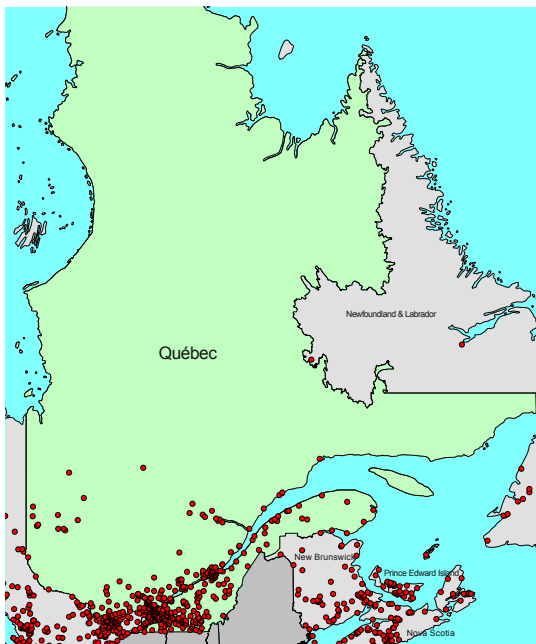 Newfoundland & Labrador
Québec
New Brunswick
Prince Edward Island
Nova Scotia